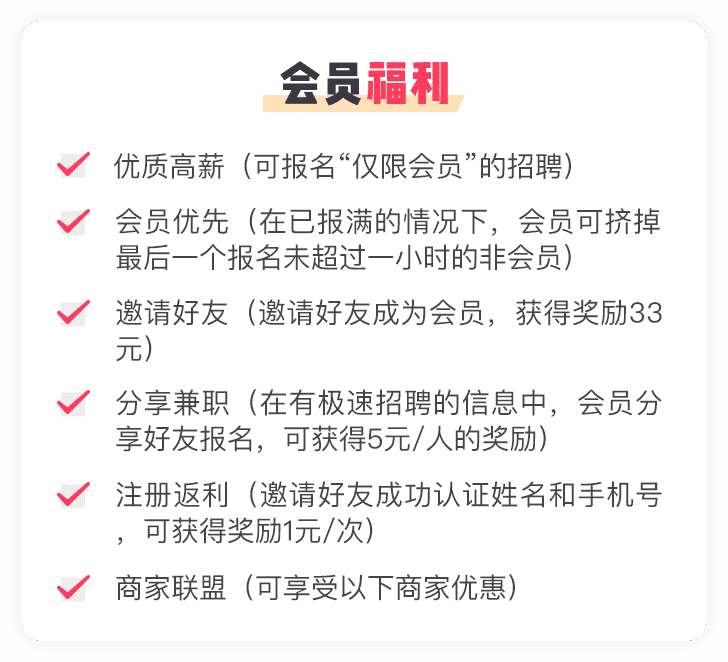 会员福利
优质高薪（可报名“仅限会员”的招聘）
会员优先（在已报满的情况下，会员可挤掉
最后一个报名未超过一小时的非会员）
邀请好友（邀请好友成为会员，获得奖励33
元）
分享兼职（在有极速招聘的信息中，会员分
享好友报名，可获得5元/人的奖励）
注册返利（邀请好友成功认证姓名和手机号
，可获得奖励1元/次）
商家联盟（可享受以下商家优惠）